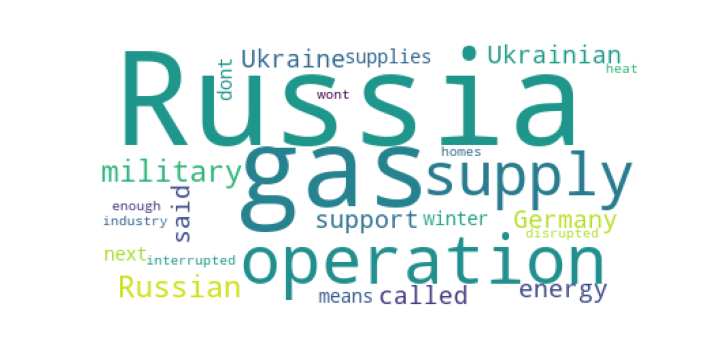 Ukraine supplies Ukrainian
dont
heat
Russia
wont
gas
homes
military
supply
enough
said
support winter Germany
industry
disrupted
next
operation
interrupted
Russian
means called energy